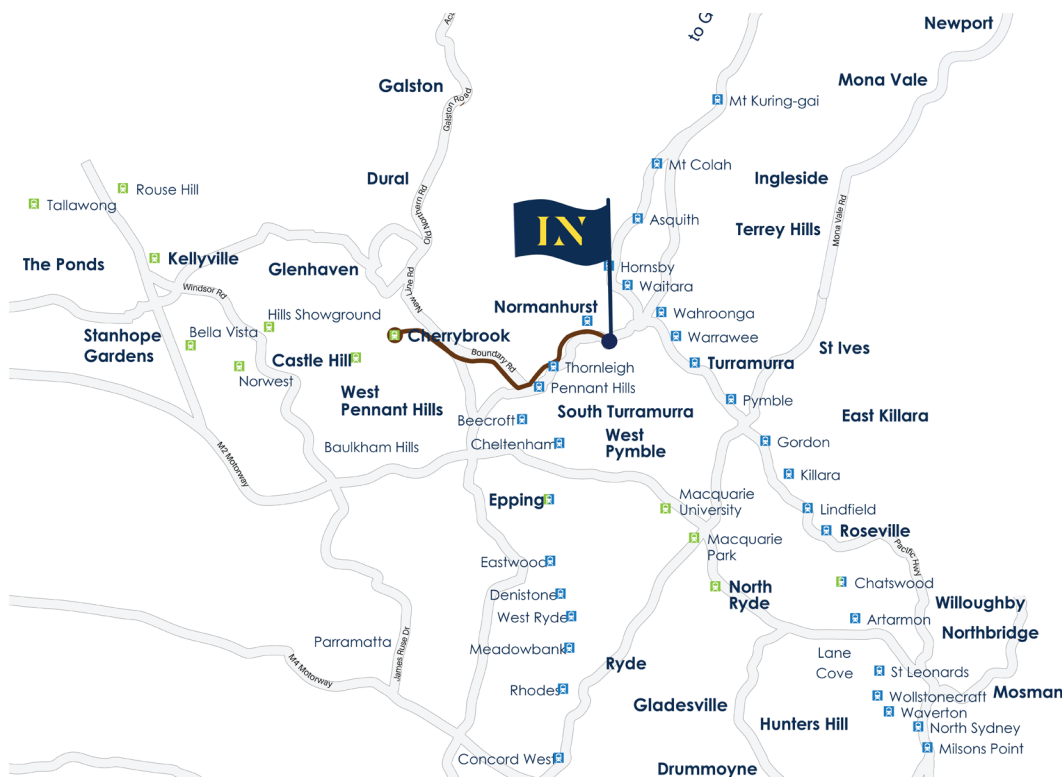 Newport
to G
Mona Vale
Galston
Mt Kuring-gai
Galston Road
Mt Colah
Dural
Ingleside
Rouse Hill
Tallawong
Old Northern Rd
Mona Vale Rd
IN
Asquith
Terrey Hills
The Ponds
Kellyville
Glenhaven
Hornsby
Waitara
Windsor Rd
New Line Rd
Normanhurst
Wahroonga
Hills Showground
Stanhope
Gardens
Bella Vista
Cherrybrook
Warrawee
St Ives
Castle Hill
Boundary Rd
Thornleigh
Turramurra
Norwest
Pennant Hills
West
Pennant Hills
Pymble
Beecroft
South Turramurra
East Killara
Baulkham Hills
Cheltenham
West
Pymble
Gordon
M2 Motorway
Killara
Epping
Macquarie
University
Lindfield
Roseville
Macquarie
Park
Pacific Hwy
Eastwood
North
Ryde
Chatswood
Denistone
Willoughby
West Ryde
Artarmon
Northbridge
Parramatta
James Ruse Dr
Meadowbank
Ryde
Lane
Cove
M4 Motorway
St Leonards
Rhodes
Wollstonecraft
Mosman
Gladesville
Waverton
Hunters Hill
North Sydney
Milsons Point
Concord West
Drummoyne